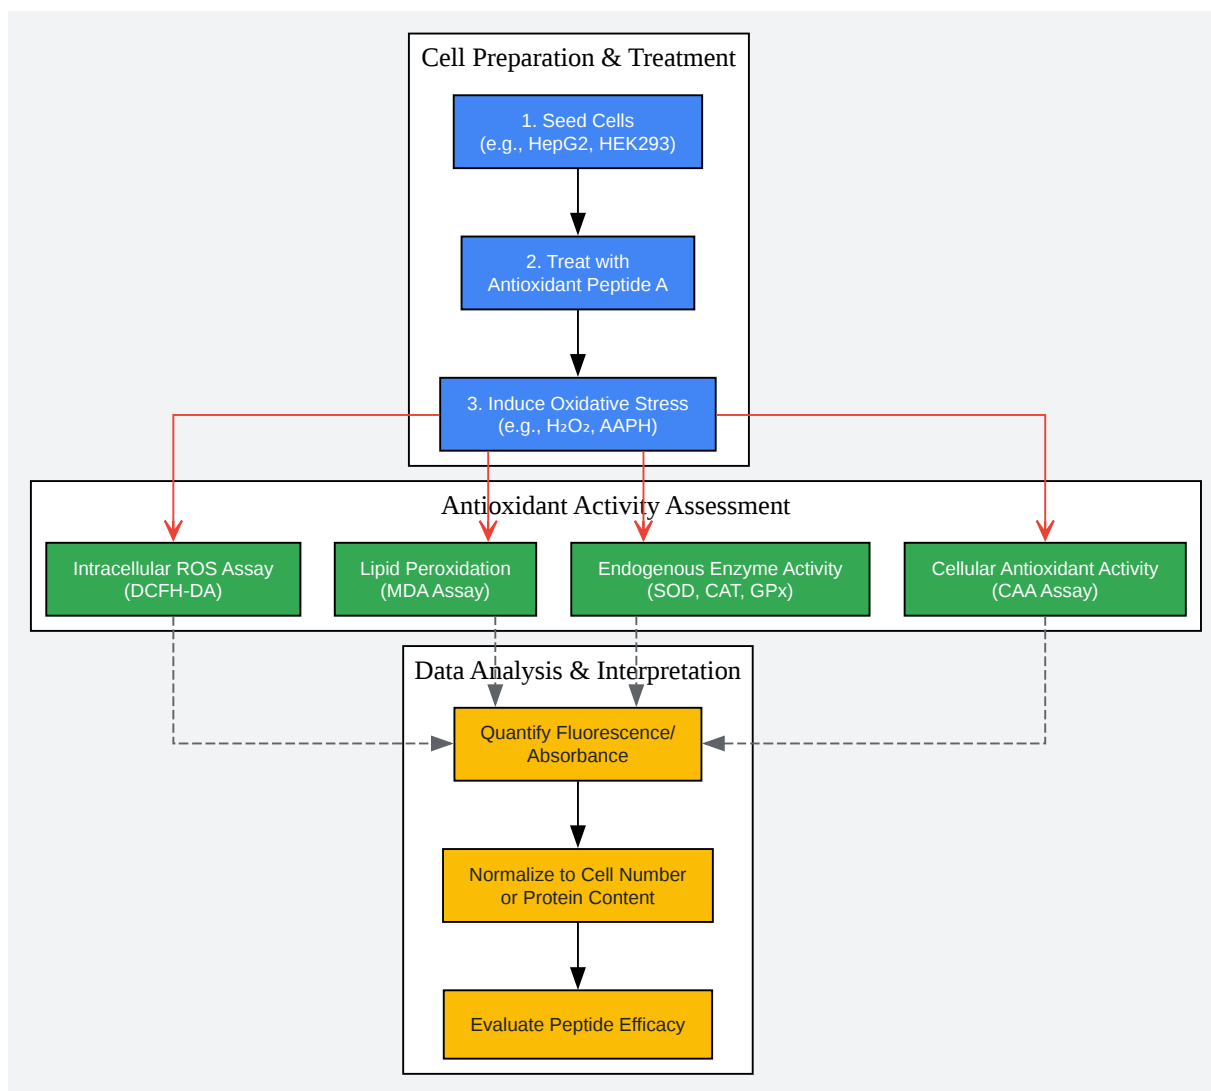 Cell Preparation & Treatment
1. Seed Cells
(e.g., HepG2, HEK293)
2. Treat with
Antioxidant Peptide A
3. Induce Oxidative Stress
(e.g., H₂O₂, AAPH)
Antioxidant Activity Assessment
Intracellular ROS Assay
(DCFH-DA)
Lipid Peroxidation
(MDA Assay)
Endogenous Enzyme Activity
(SOD, CAT, GPx)
Cellular Antioxidant Activity
(CAA Assay)
Data Analysis & Interpretation
Quantify Fluorescence/
Absorbance
Normalize to Cell Number
or Protein Content
Evaluate Peptide Efficacy